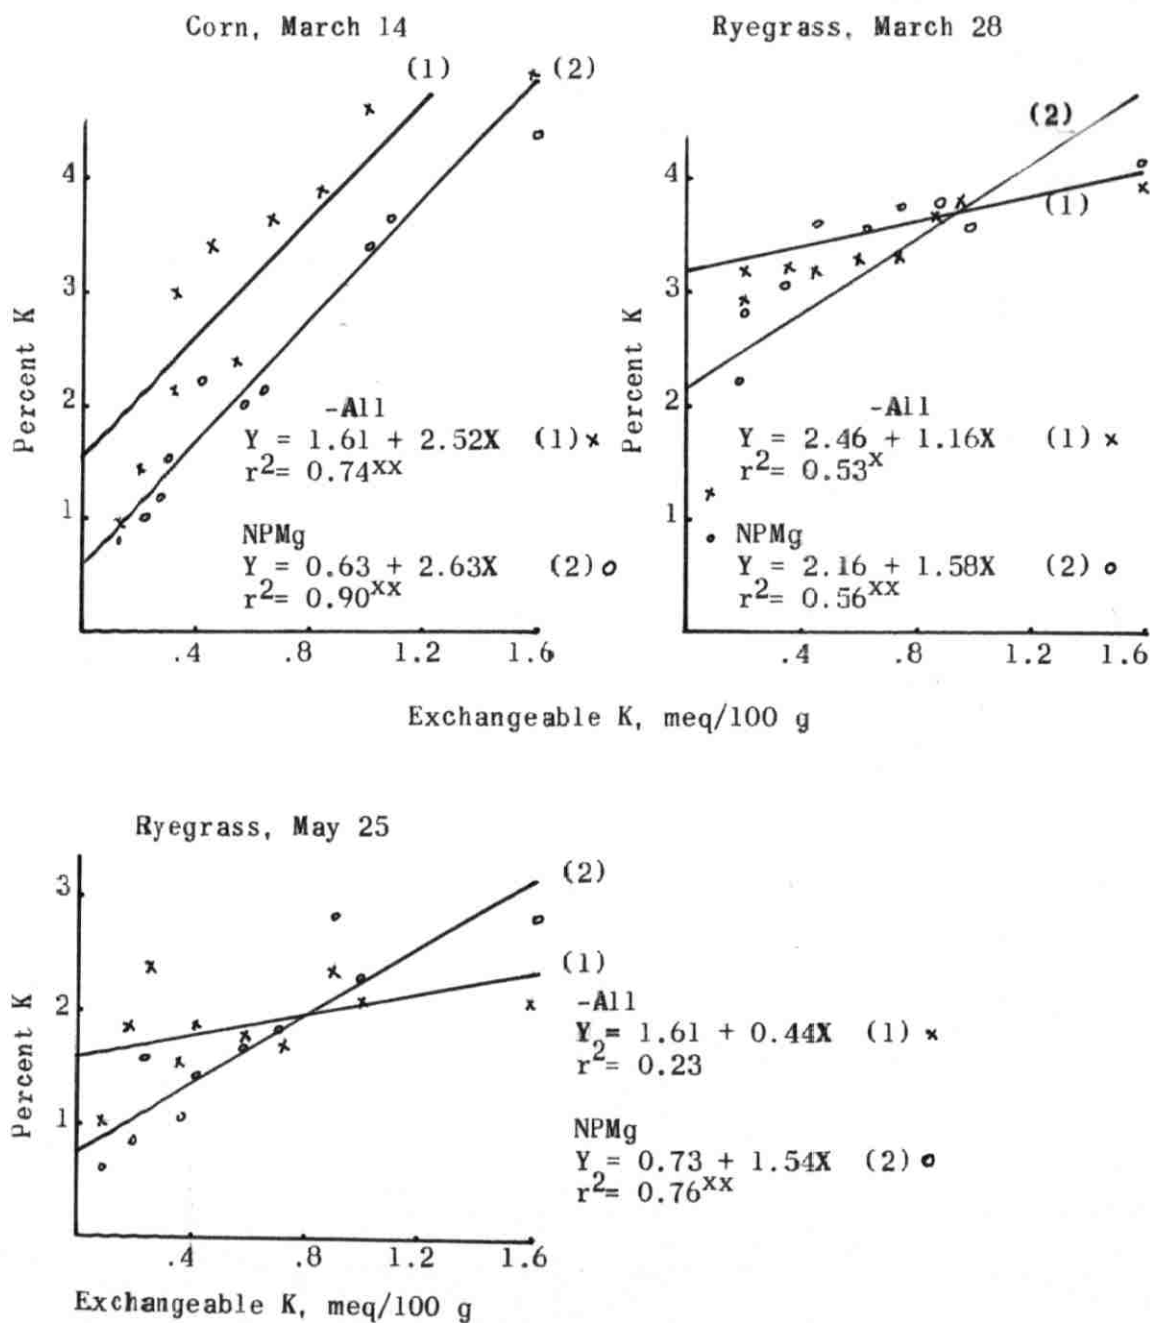 Corn, March 14
(1)
(2)
4
3
2
1
Percent K
-All
Y = 1.61 + 2.52X (1) x
r2= 0.74xx
NPMg
Y = 0.63 + 2.63X (2) o
r2= 0.90xx
.4 .8 1.2 1.6
Ryegrass, March 28
(2)
(1)
4
3
2
1
Percent K
-All
Y = 2.46 + 1.16X (1) x
r2= 0.53x
NPMg
Y = 2.16 + 1.58X (2) o
r2= 0.56xx
.4 .8 1.2 1.6
Exchangeable K, meq/100 g
Ryegrass, May 25
(2)
(1)
3
2
1
Percent K
-All
Y = 1.61 + 0.44X (1) x
r2= 0.23
NPMg
Y = 0.73 + 1.54X (2) o
r2= 0.76xx
.4 .8 1.2 1.6
Exchangeable K, meq/100 g